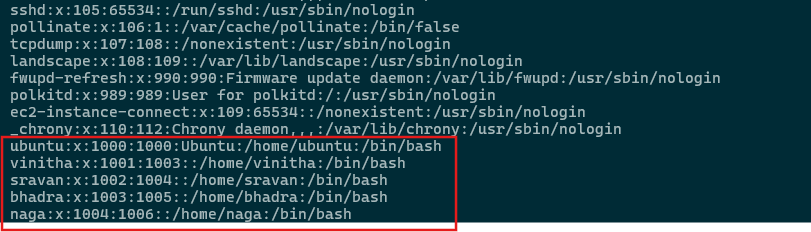 sshd:x:105:65534::/run/sshd:/usr/sbin/nologin
pollinate:x:106:1::/var/cache/pollinate:/bin/false
tcpdump:x:107:108::/nonexistent:/usr/sbin/nologin
landscape:x:108:109::/var/lib/landscape:/usr/sbin/nologin
fwupd-refresh:x:990:990:Firmware update daemon:/var/lib/fwupd:/usr/sbin/nologin
polkitd:x:989:989:User for polkitd:/:/usr/sbin/nologin
ec2-instance-connect:x:109:65534::/nonexistent:/usr/sbin/nologin
_chrony:x:110:112:Chrony daemon,,,:/var/lib/chrony:/usr/sbin/nologin
ubuntu:x:1000:1000:Ubuntu:/home/ubuntu:/bin/bash
vinitha:x:1001:1003::/home/vinitha:/bin/bash
sravan:x:1002:1004::/home/sravan:/bin/bash
bhadra:x:1003:1005::/home/bhadra:/bin/bash
naga:x:1004:1006::/home/naga:/bin/bash